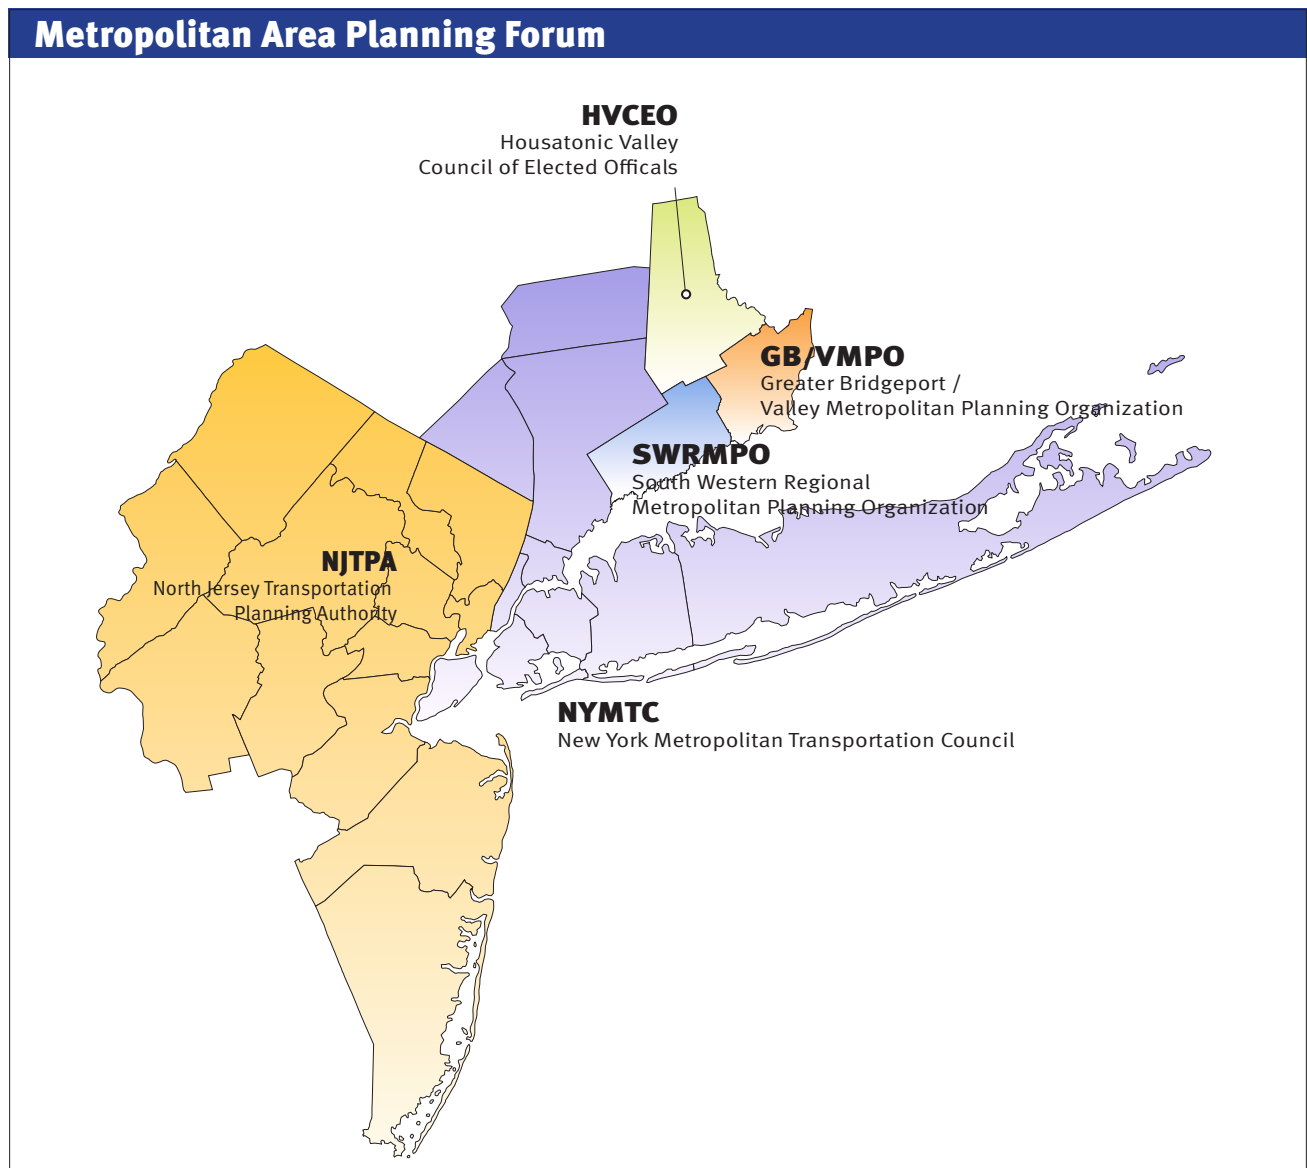 Metropolitan Area Planning Forum
HVCEO
Housatonic Valley
Council of Elected Officals
GB/VMPO
Greater Bridgeport /
Valley Metropolitan Planning Organization
SWRMPO
South Western Regional
Metropolitan Planning Organization
NJTPA
North Jersey Transportation
Planning Authority
NYMTC
New York Metropolitan Transportation Council